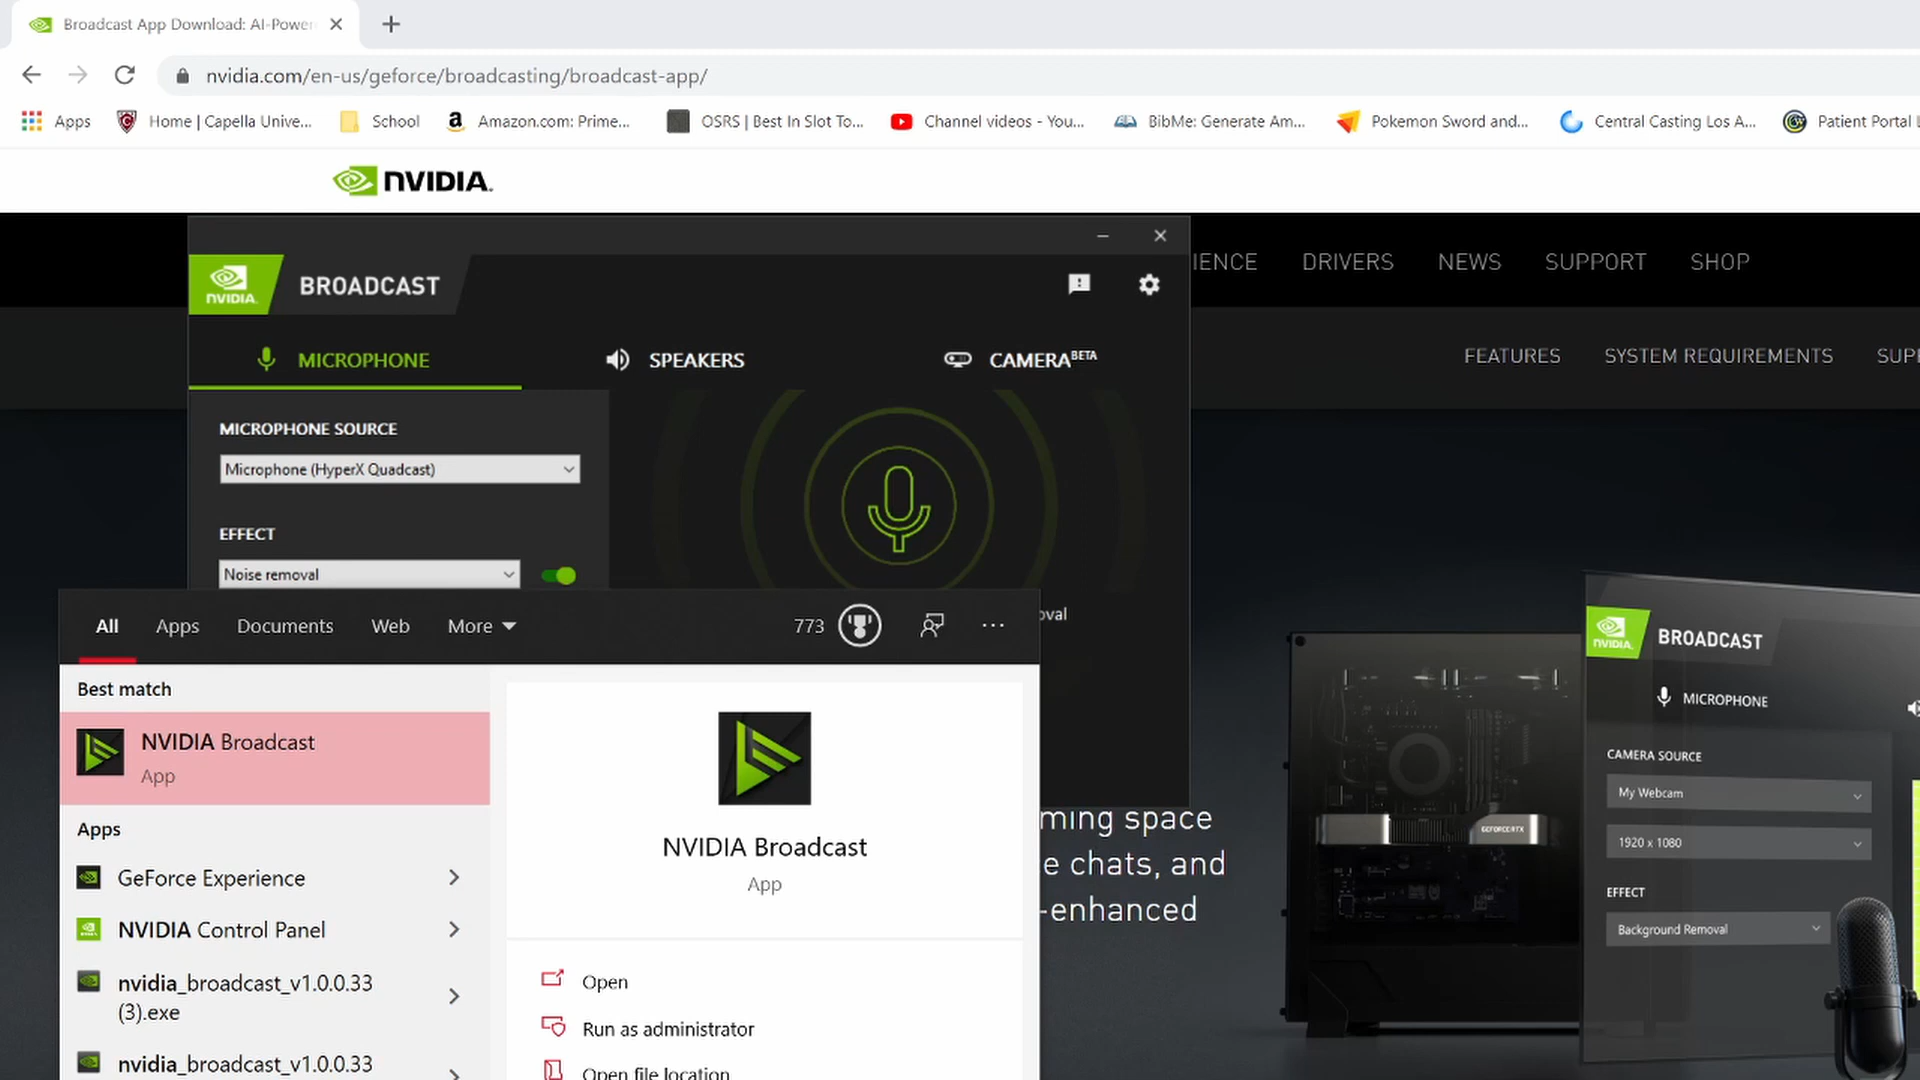 Broadcast App Download: AI-Power
nvidia.com/en-us/geforce/broadcasting/broadcast-app/
Apps
Home | Capella Unive...
School
Amazon.com: Prime...
OSRS | Best In Slot To...
Channel videos - You...
BibMe: Generate Am...
Pokemon Sword and...
Central Casting Los A...
Patient Portal L
NVIDIA.
IENCE
DRIVERS
NEWS
SUPPORT
SHOP
NVIDIA.
BROADCAST
FEATURES
SYSTEM REQUIREMENTS
SUPP
MICROPHONE
SPEAKERS
CAMERA BETA
MICROPHONE SOURCE
Microphone (HyperX Quadcast)
EFFECT
Noise removal
oval
All
Apps
Documents
Web
More
773
Best match
NVIDIA Broadcast
App
Apps
GeForce Experience
NVIDIA Control Panel
nvidia_broadcast_v1.0.0.33
(3).exe
nvidia_broadcast_v1.0.0.33
NVIDIA Broadcast
App
Open
Run as administrator
Open file location
ming space
e chats, and
-enhanced
GEFORCE RTX
NVIDIA.
BROADCAST
MICROPHONE
CAMERA SOURCE
My Webcam
1920 x 1080
EFFECT
Background Removal